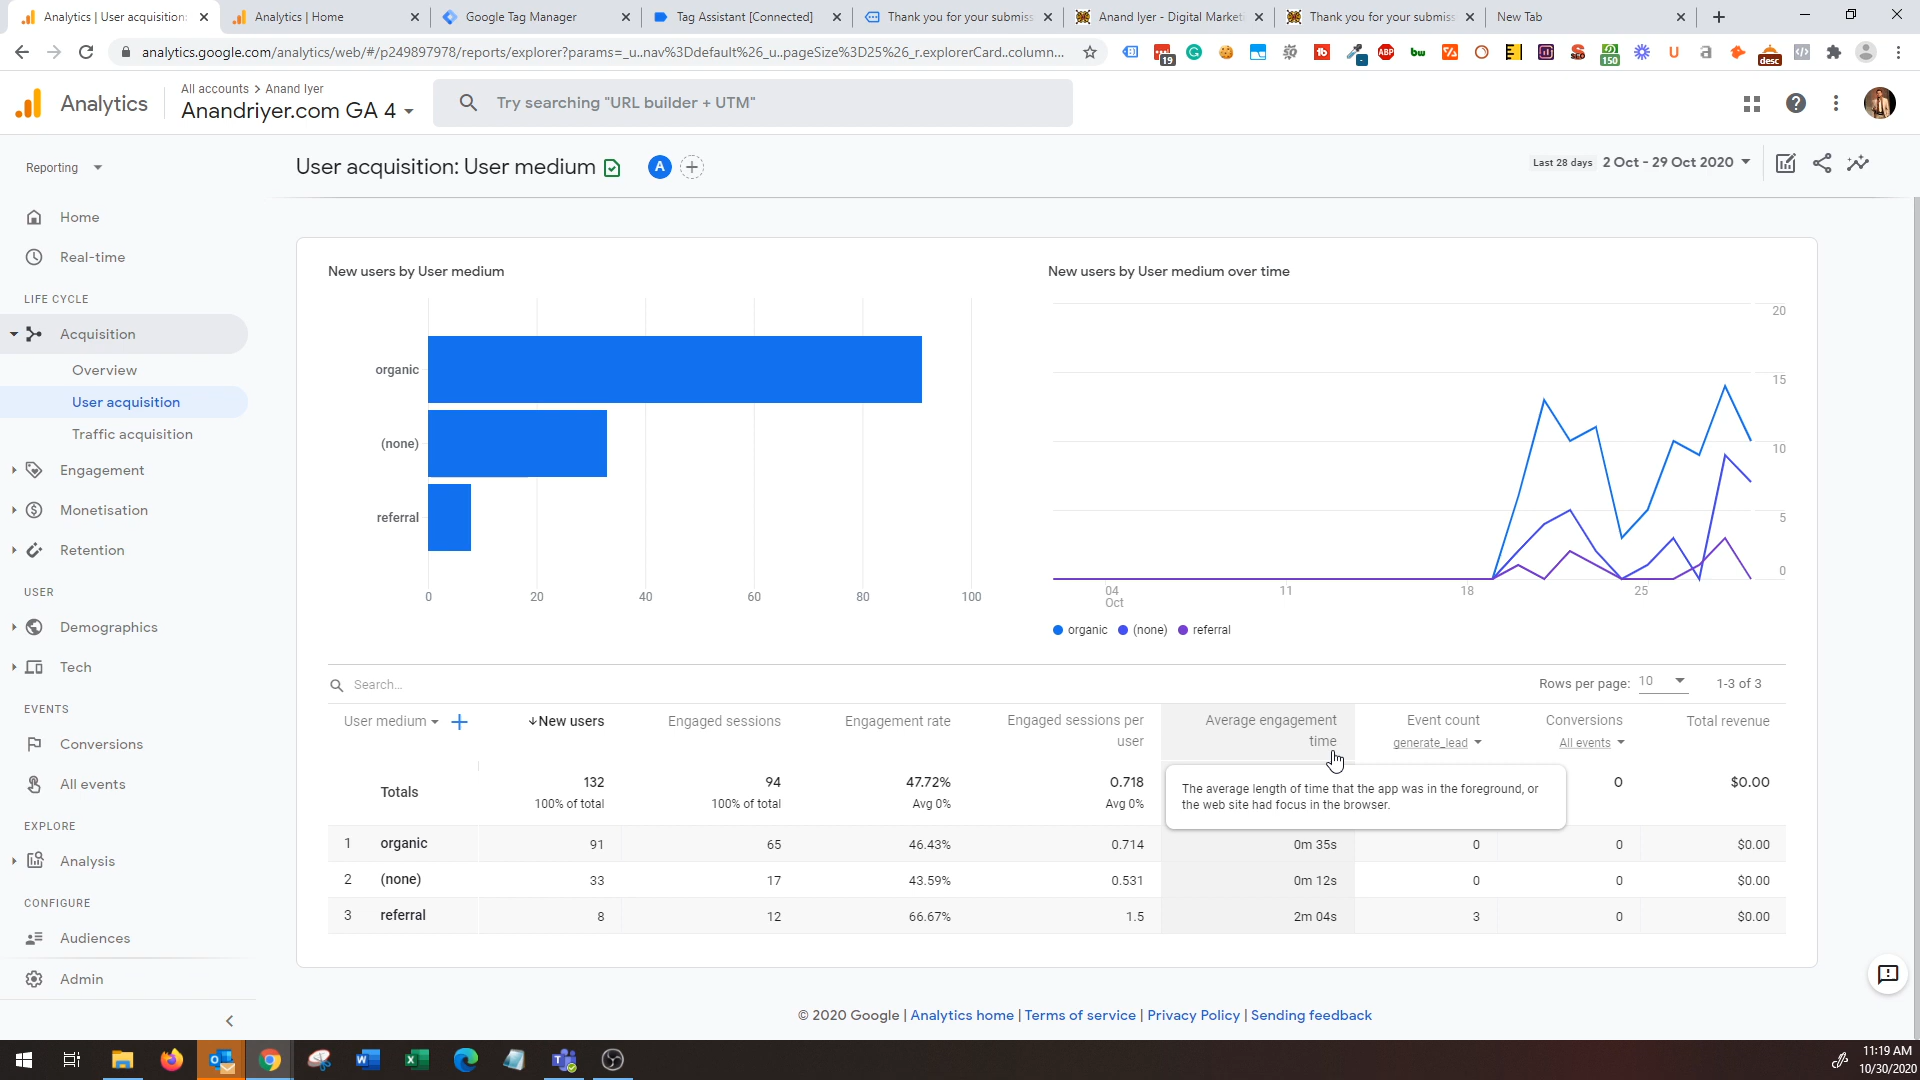 Analytics | User acquisition:
Analytics | Home
Google Tag Manager
Tag Assistant [Connected]
Thank you for your submiss
Anand Iyer - Digital Market
Thank you for your submiss
New Tab
analytics.google.com/analytics/web/#/p249897978/reports/explorer?params=_u..nav%3Ddefault%26_u..pageSize%3D25%26_r.explorerCard..column...
19
ABP
bw
150
desc
Analytics
All accounts > Anand Iyer
Anandriyer.com GA 4
Try searching "URL builder + UTM"
Reporting
User acquisition: User medium
A
Last 28 days 2 Oct - 29 Oct 2020
Home
Real-time
LIFE CYCLE
Acquisition
Overview
User acquisition
Traffic acquisition
Engagement
Monetisation
Retention
USER
Demographics
Tech
EVENTS
Conversions
All events
EXPLORE
Analysis
CONFIGURE
Audiences
Admin
New users by User medium
organic
(none)
referral
0 20 40 60 80 100
New users by User medium over time
20
15
10
5
0
04 11 18 25
Oct
organic (none) referral
Search...
Rows per page: 10 1-3 of 3
User medium New users Engaged sessions Engagement rate Engaged sessions per user Average engagement time Event count Conversions Total revenue
generate_lead All events
Totals 132 94 47.72% 0.718 0 $0.00
100% of total 100% of total Avg 0% Avg 0%
The average length of time that the app was in the foreground, or
the web site had focus in the browser.
1 organic 91 65 46.43% 0.714 0m 35s 0 0 $0.00
2 (none) 33 17 43.59% 0.531 0m 12s 0 0 $0.00
3 referral 8 12 66.67% 1.5 2m 04s 3 0 $0.00
© 2020 Google | Analytics home | Terms of service | Privacy Policy | Sending feedback
11:19 AM
10/30/2020